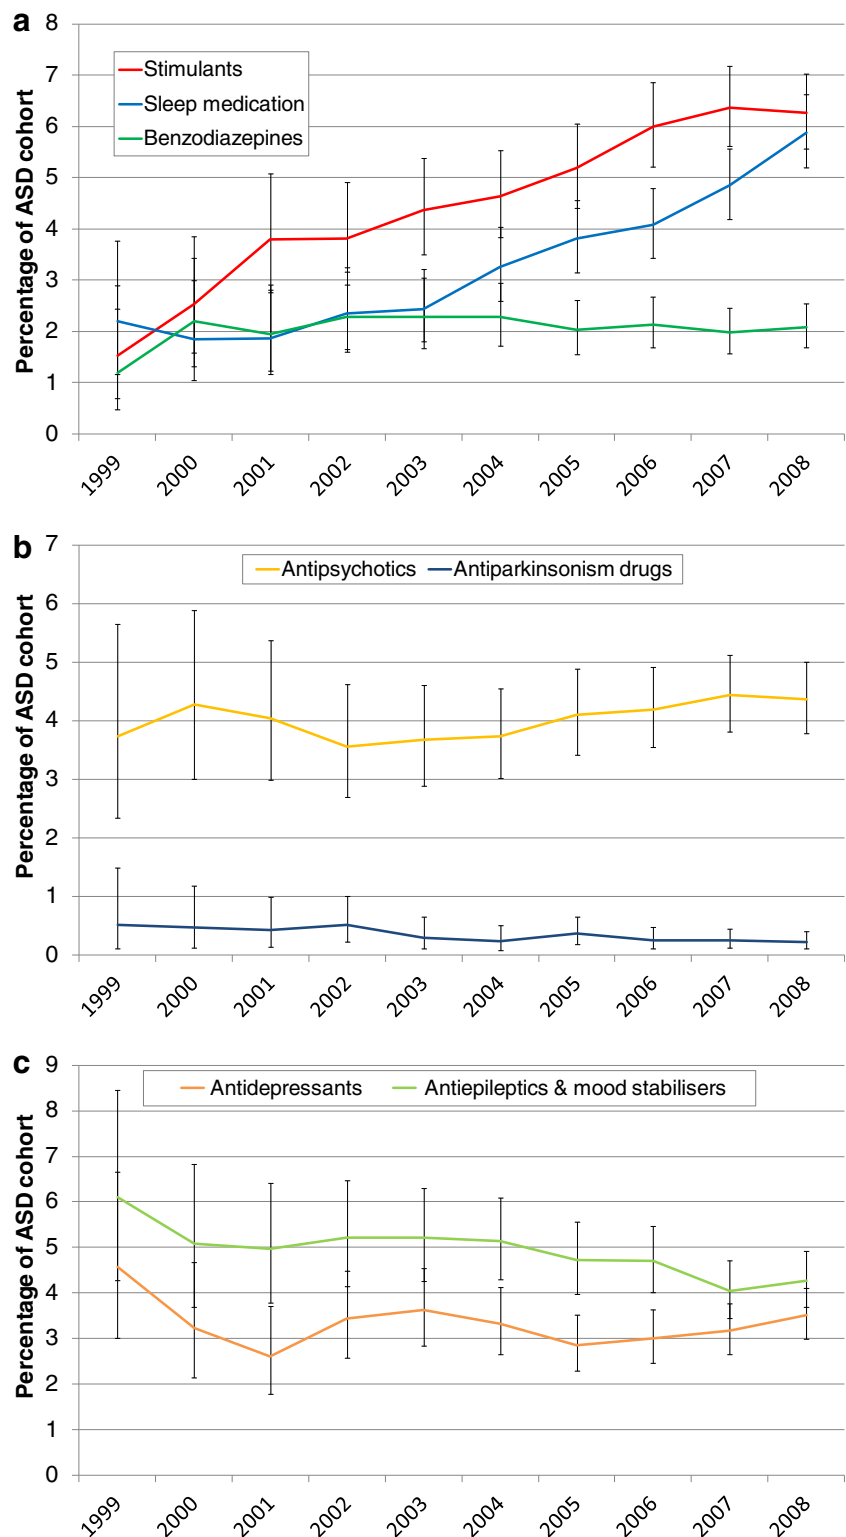 a
Percentage of ASD cohort
8
7
6
5
4
3
2
1
0
Stimulants
Sleep medication
Benzodiazepines
1999 2000 2001 2002 2003 2004 2005 2006 2007 2008
b
Percentage of ASD cohort
7
6
5
4
3
2
1
0
Antipsychotics Antiparkinsonism drugs
1999 2000 2001 2002 2003 2004 2005 2006 2007 2008
c
Percentage of ASD cohort
9
8
7
6
5
4
3
2
1
0
Antidepressants Antiepileptics & mood stabilisers
1999 2000 2001 2002 2003 2004 2005 2006 2007 2008